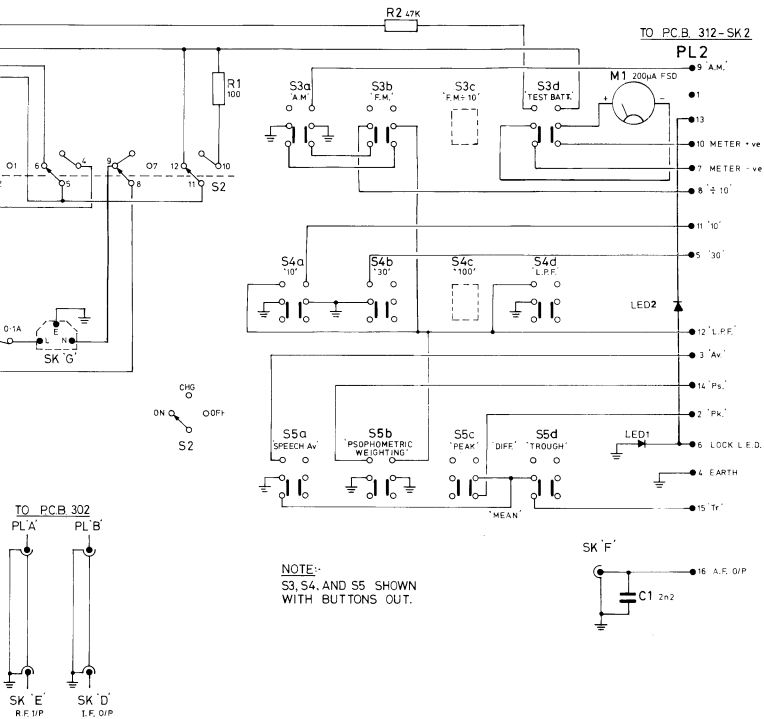 R2 47K
TO P.C.B. 312-SK2
PL2
9 'A.M.'
M1 200µA FSD
+
-
1
13
10 METER +ve
7 METER -ve
8 '÷ 10'
R1
100
S3a
'A.M'
S3b
'F.M.'
S3c
'F.M÷10'
S3d
'TEST BATT.'
1
6
4
5
9
7
8
12
10
11
S2
2
11 '10'
5 '30'
S4a
'10'
S4b
'30'
S4c
'100'
S4d
'L.P.F.'
LED2
0·1A
E
L
N
SK 'G'
12 'L.P.F.'
3 'Av.'
14 'Ps.'
2 'Pk.'
CHG
ON
OFF
S2
S5a
'SPEECH Av'
S5b
'PSOPHOMETRIC
WEIGHTING'
S5c
'PEAK'
'DIFF.'
S5d
'TROUGH'
LED1
6 LOCK L.E.D.
4 EARTH
'MEAN'
15 'Tr'
TO P.C.B. 302
PL'A'
PL'B'
SK 'E'
R.F. I/P
SK 'D'
I.F. O/P
NOTE:-
S3, S4, AND S5 SHOWN
WITH BUTTONS OUT.
SK 'F'
16 A.F. O/P
C1 2n2